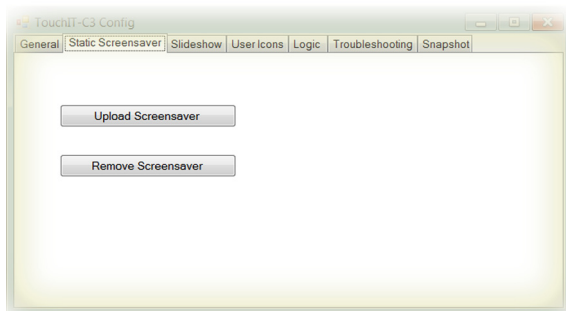 TouchIT-C3 Config
General Static Screensaver Slideshow User Icons Logic Troubleshooting Snapshot
Upload Screensaver
Remove Screensaver